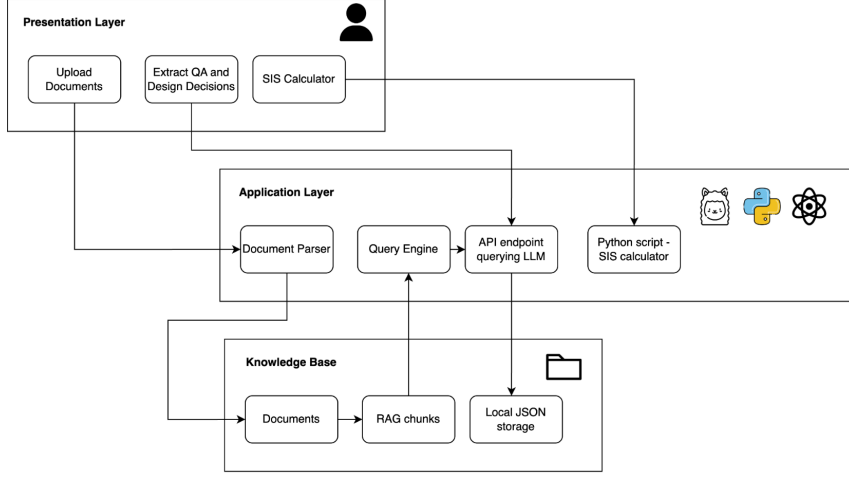 Presentation Layer
Upload
Documents
Extract QA and
Design Decisions
SIS Calculator
Application Layer
Document Parser
Query Engine
API endpoint
querying LLM
Python script -
SIS calculator
Knowledge Base
Documents
RAG chunks
Local JSON
storage